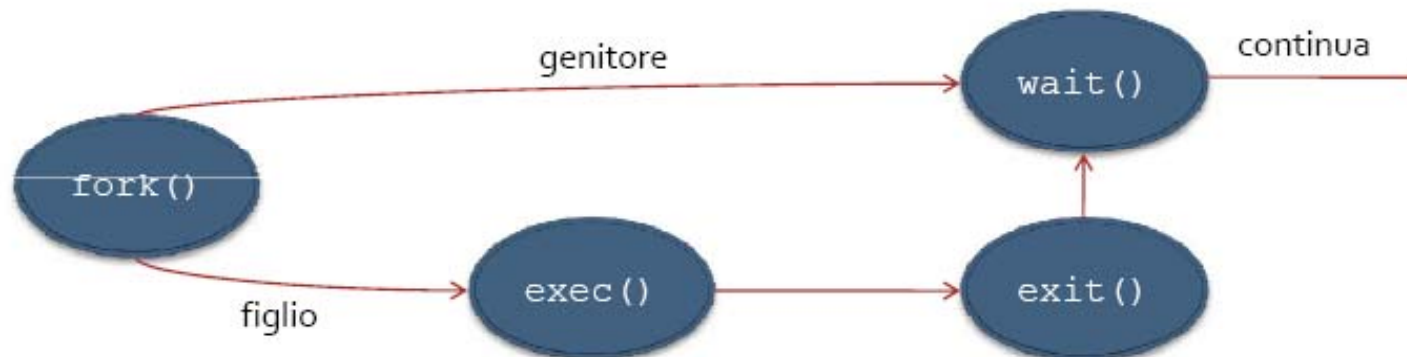 genitore
wait()
continua
fork()
figlio
exec()
exit()